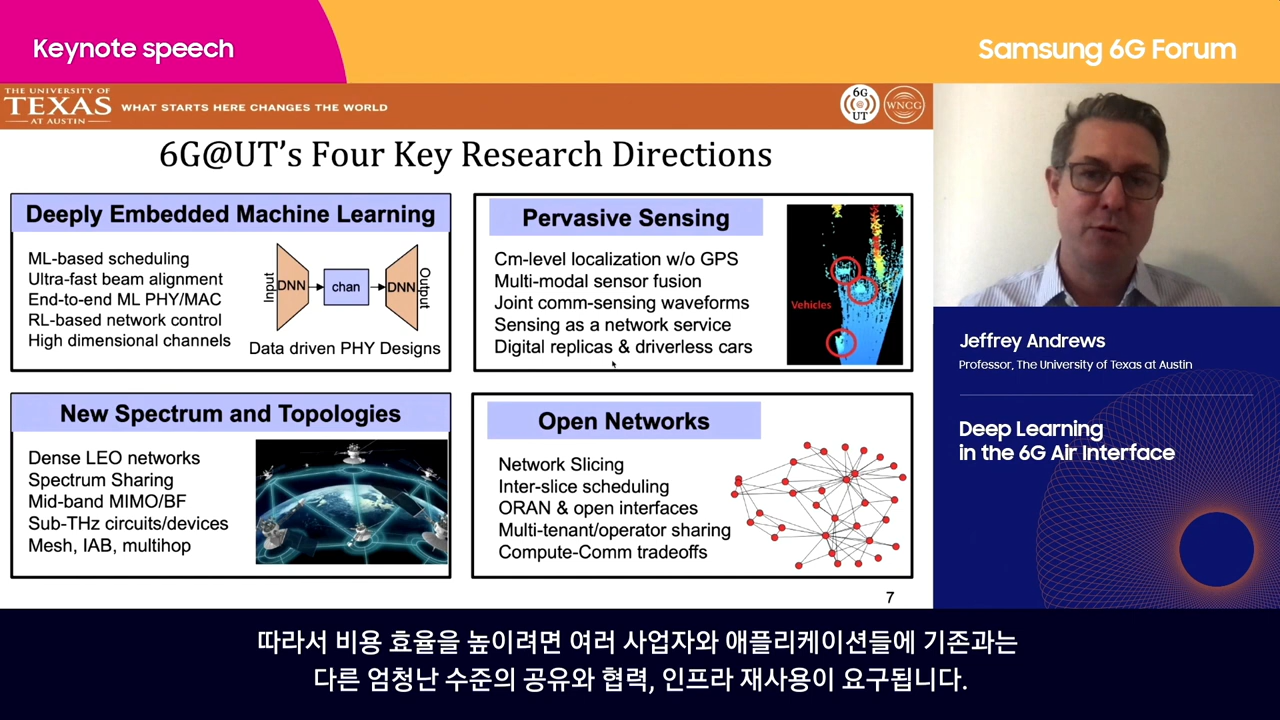 Keynote speech
Samsung 6G Forum
THE UNIVERSITY OF
TEXAS
AT AUSTIN
WHAT STARTS HERE CHANGES THE WORLD
6G
@
UT
WNCG
6G@UT's Four Key Research Directions
Deeply Embedded Machine Learning
ML-based scheduling
Ultra-fast beam alignment
End-to-end ML PHY/MAC
RL-based network control
High dimensional channels
Input
DNN
chan
DNN
Output
Data driven PHY Designs
Pervasive Sensing
Cm-level localization w/o GPS
Multi-modal sensor fusion
Joint comm-sensing waveforms
Sensing as a network service
Digital replicas & driverless cars
Vehicles
New Spectrum and Topologies
Dense LEO networks
Spectrum Sharing
Mid-band MIMO/BF
Sub-THz circuits/devices
Mesh, IAB, multihop
Open Networks
Network Slicing
Inter-slice scheduling
ORAN & open interfaces
Multi-tenant/operator sharing
Compute-Comm tradeoffs
7
Jeffrey Andrews
Professor, The University of Texas at Austin
Deep Learning
in the 6G Air Interface
따라서 비용 효율을 높이려면 여러 사업자와 애플리케이션들에 기존과는
다른 엄청난 수준의 공유와 협력, 인프라 재사용이 요구됩니다.